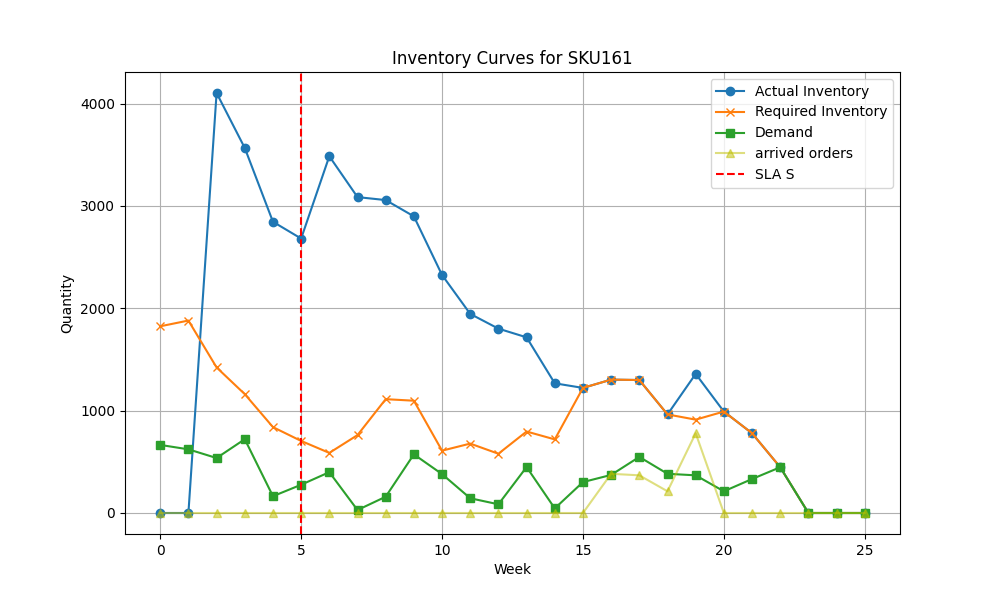 Inventory Curves for SKU161
Actual Inventory
Required Inventory
Demand
arrived orders
SLA S
Quantity
4000
3000
2000
1000
0
0 5 10 15 20 25
Week